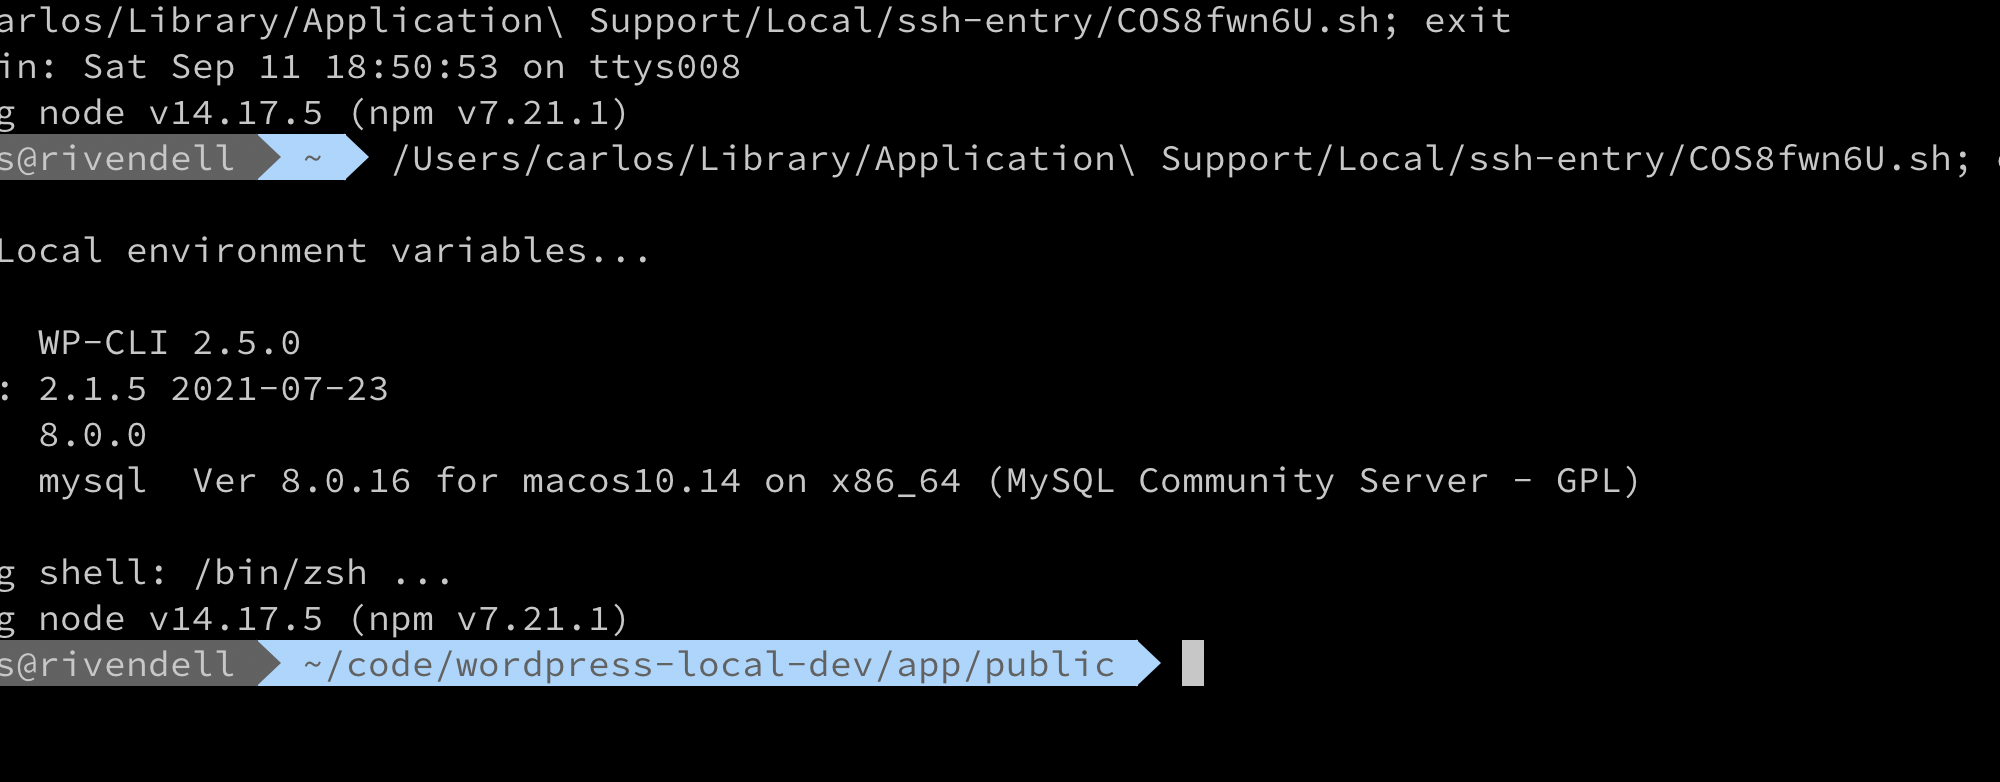 arlos/Library/Application\ Support/Local/ssh-entry/COS8fwn6U.sh; exit
in: Sat Sep 11 18:50:53 on ttys008
g node v14.17.5 (npm v7.21.1)
s@rivendell ~ /Users/carlos/Library/Application\ Support/Local/ssh-entry/COS8fwn6U.sh;
Local environment variables...
WP-CLI 2.5.0
: 2.1.5 2021-07-23
8.0.0
mysql  Ver 8.0.16 for macos10.14 on x86_64 (MySQL Community Server - GPL)
g shell: /bin/zsh ...
g node v14.17.5 (npm v7.21.1)
s@rivendell ~/code/wordpress-local-dev/app/public